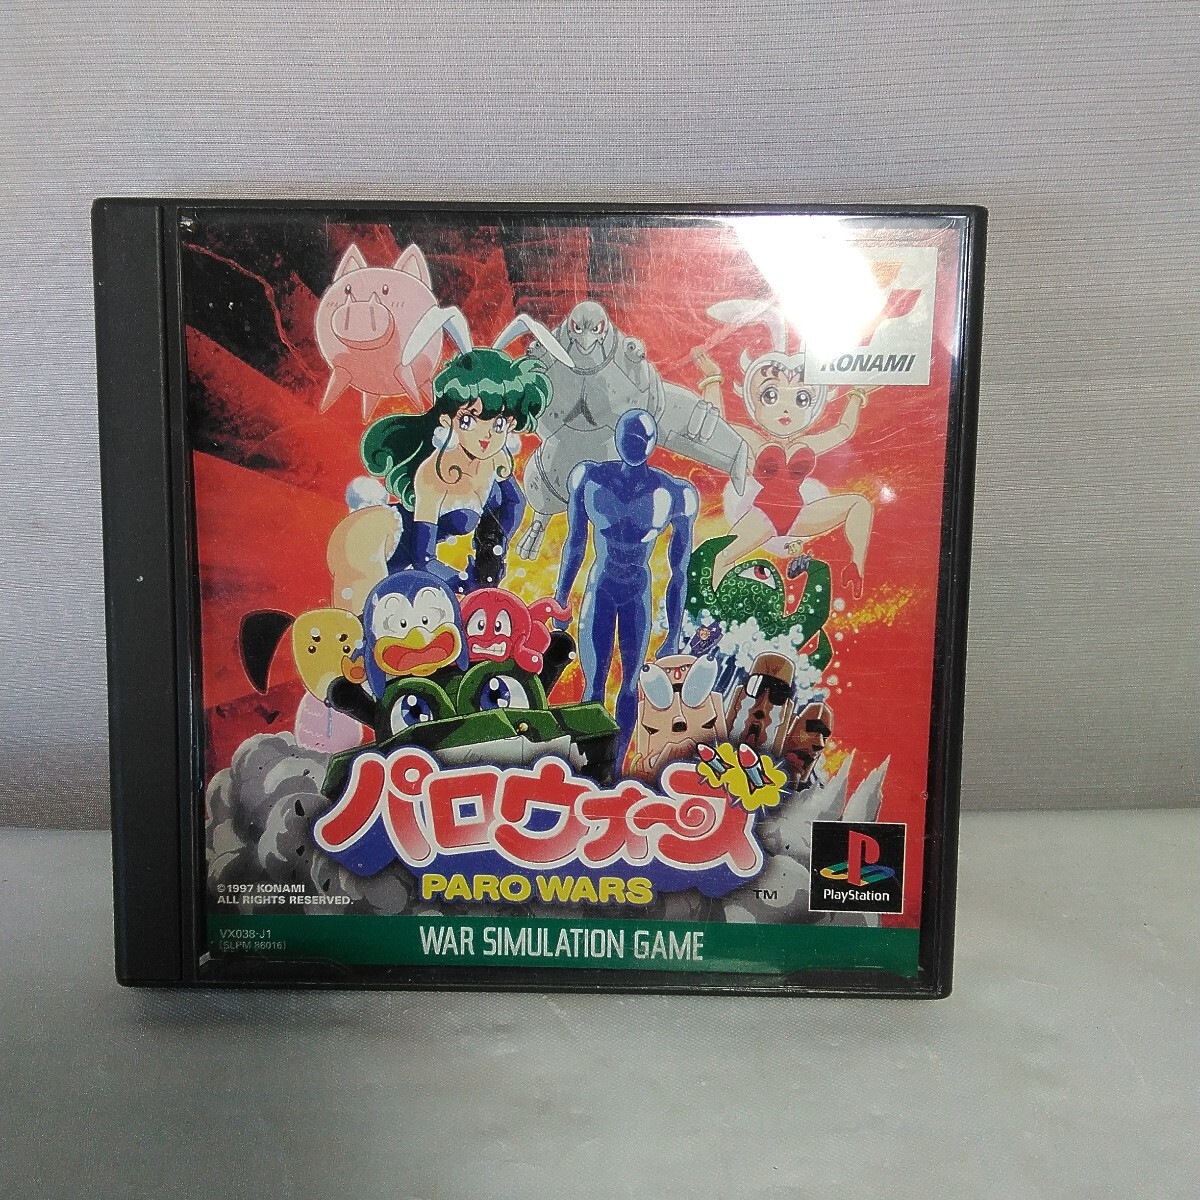 KONAMI
パロウォーズ
PARO WARS
TM
©1997 KONAMI
ALL RIGHTS RESERVED.
PlayStation
VX038-J1
(SLPM 86016)
WAR SIMULATION GAME